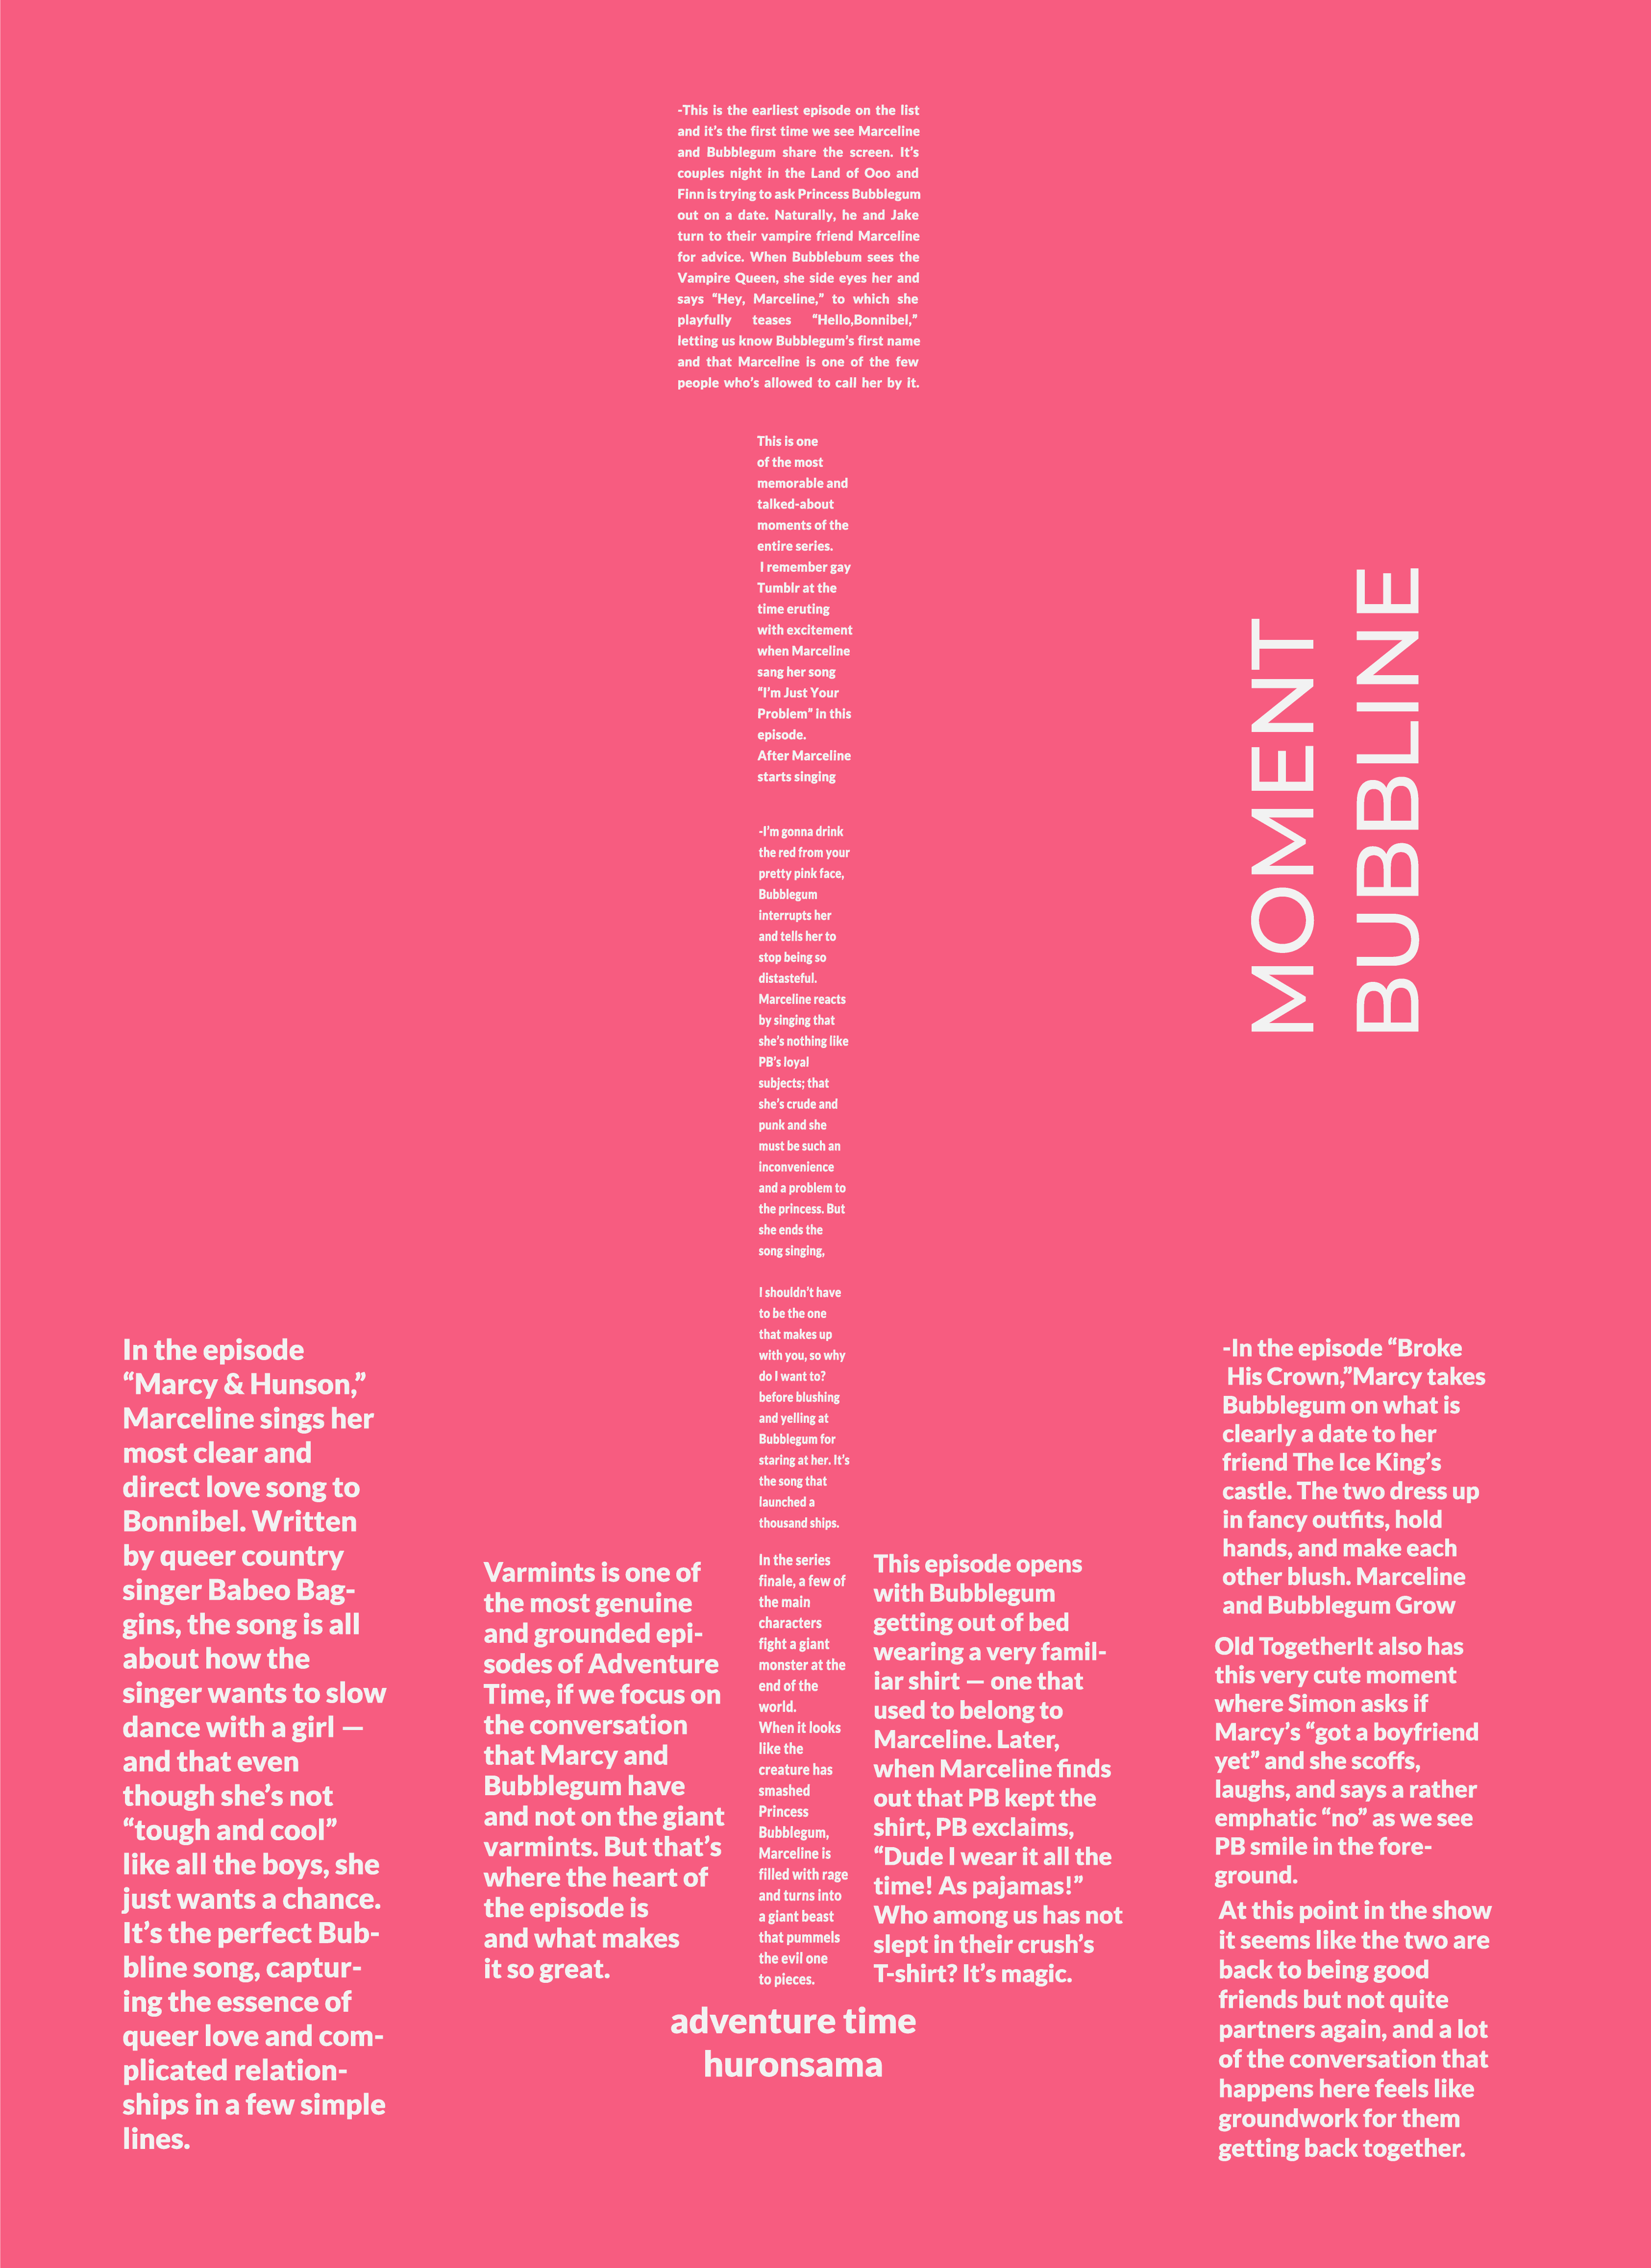 -This is the earliest episode on the list
and it’s the first time we see Marceline
and Bubblegum share the screen. It’s
couples night in the Land of Ooo and
Finn is trying to ask Princess Bubblegum
out on a date. Naturally, he and Jake
turn to their vampire friend Marceline
for advice. When Bubblebum sees the
Vampire Queen, she side eyes her and
says “Hey, Marceline,” to which she
playfully teases “Hello,Bonnibel,”
letting us know Bubblegum’s first name
and that Marceline is one of the few
people who’s allowed to call her by it.
This is one
of the most
memorable and
talked-about
moments of the
entire series.
I remember gay
Tumblr at the
time eruting
with excitement
when Marceline
sang her song
“I’m Just Your
Problem” in this
episode.
After Marceline
starts singing
-I’m gonna drink
the red from your
pretty pink face,
Bubblegum
interrupts her
and tells her to
stop being so
distasteful.
Marceline reacts
by singing that
she’s nothing like
PB’s loyal
subjects; that
she’s crude and
punk and she
must be such an
inconvenience
and a problem to
the princess. But
she ends the
song singing,
I shouldn’t have
to be the one
that makes up
with you, so why
do I want to?
before blushing
and yelling at
Bubblegum for
staring at her. It’s
the song that
launched a
thousand ships.
In the series
finale, a few of
the main
characters
fight a giant
monster at the
end of the
world.
When it looks
like the
creature has
smashed
Princess
Bubblegum,
Marceline is
filled with rage
and turns into
a giant beast
that pummels
the evil one
to pieces.
MOMENT
BUBBLINE
In the episode
“Marcy & Hunson,”
Marceline sings her
most clear and
direct love song to
Bonnibel. Written
by queer country
singer Babeo Bag-
gins, the song is all
about how the
singer wants to slow
dance with a girl —
and that even
though she’s not
“tough and cool”
like all the boys, she
just wants a chance.
It’s the perfect Bub-
bline song, captur-
ing the essence of
queer love and com-
plicated relation-
ships in a few simple
lines.
Varmints is one of
the most genuine
and grounded epi-
sodes of Adventure
Time, if we focus on
the conversation
that Marcy and
Bubblegum have
and not on the giant
varmints. But that’s
where the heart of
the episode is
and what makes
it so great.
This episode opens
with Bubblegum
getting out of bed
wearing a very famil-
iar shirt — one that
used to belong to
Marceline. Later,
when Marceline finds
out that PB kept the
shirt, PB exclaims,
“Dude I wear it all the
time! As pajamas!”
Who among us has not
slept in their crush’s
T-shirt? It’s magic.
-In the episode “Broke
His Crown,”Marcy takes
Bubblegum on what is
clearly a date to her
friend The Ice King’s
castle. The two dress up
in fancy outfits, hold
hands, and make each
other blush. Marceline
and Bubblegum Grow
Old TogetherIt also has
this very cute moment
where Simon asks if
Marcy’s “got a boyfriend
yet” and she scoffs,
laughs, and says a rather
emphatic “no” as we see
PB smile in the fore-
ground.
At this point in the show
it seems like the two are
back to being good
friends but not quite
partners again, and a lot
of the conversation that
happens here feels like
groundwork for them
getting back together.
adventure time
huronsama